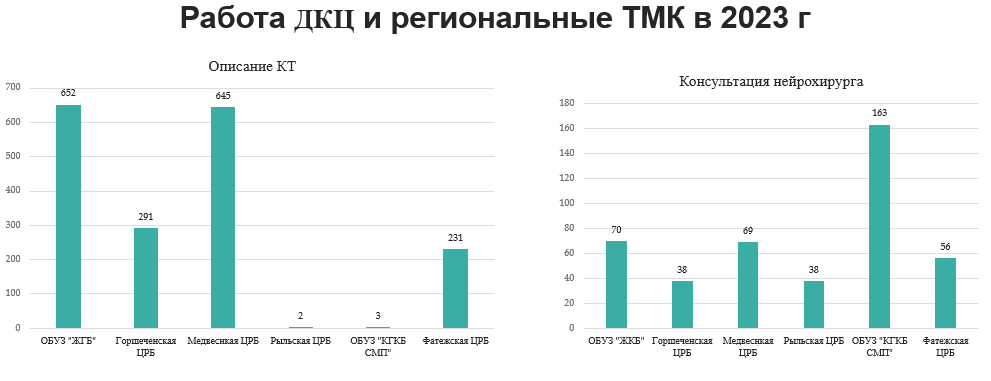 Работа ДКЦ и региональные ТМК в 2023 г
Описание КТ
700
600
500
400
300
200
100
0
652
291
645
2
3
231
ОБУЗ "ЖГБ"
Горшеченская ЦРБ
Медвеснкая ЦРБ
Рыльская ЦРБ
ОБУЗ "КГКБ СМП"
Фатежская ЦРБ
Консультация нейрохирурга
180
160
140
120
100
80
60
40
20
0
70
38
69
38
163
56
ОБУЗ "ЖКБ"
Горшеченская ЦРБ
Медвеснкая ЦРБ
Рыльская ЦРБ
ОБУЗ "КГКБ СМП"
Фатежская ЦРБ